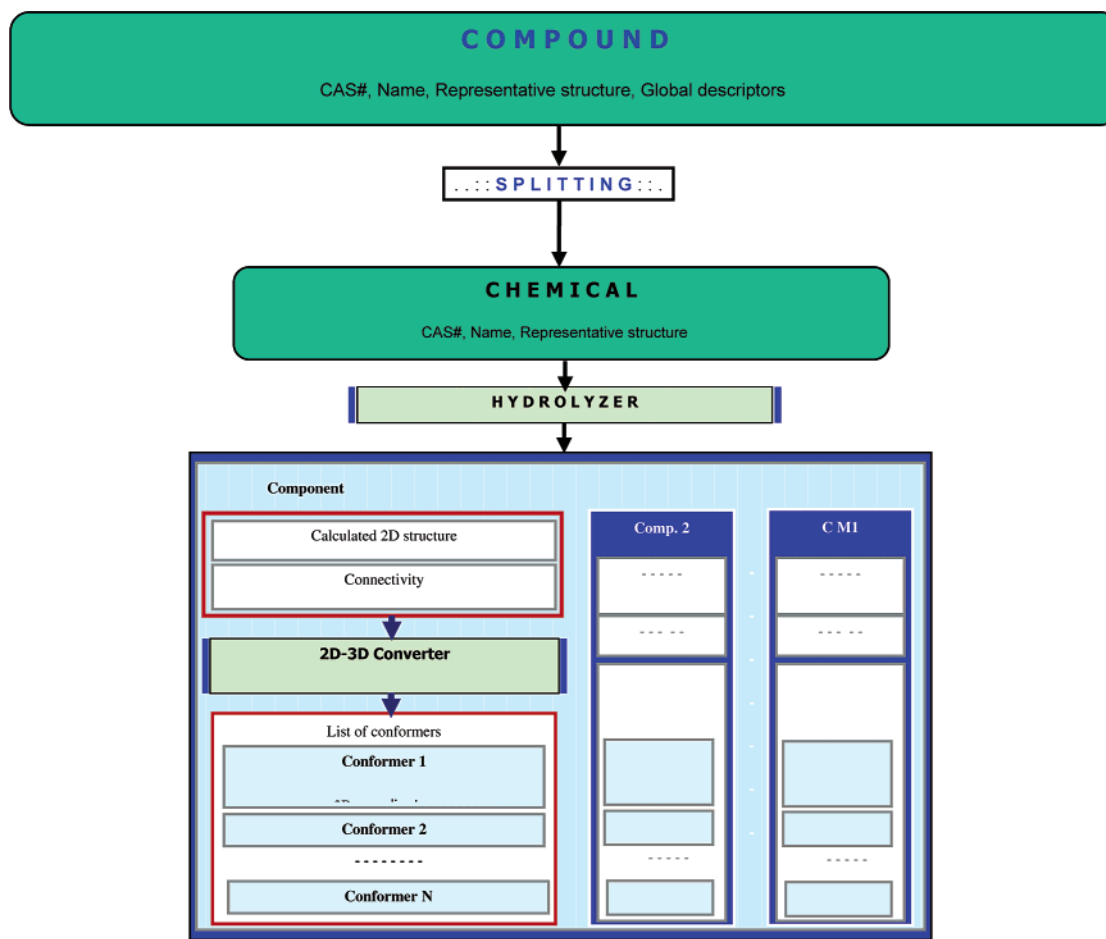 COMPOUND
CAS#, Name, Representative structure, Global descriptors
. . : : SPLITTING : : .
CHEMICAL
CAS#, Name, Representative structure
HYDROLYZER
Component
Calculated 2D structure
Connectivity
2D-3D Converter
List of conformers
Conformer 1
Conformer 2
- - - - - - - -
Conformer N
Comp. 2
- - - - -
--- --
- - - - -
C M1
- - - - -
--- --
- - - - -